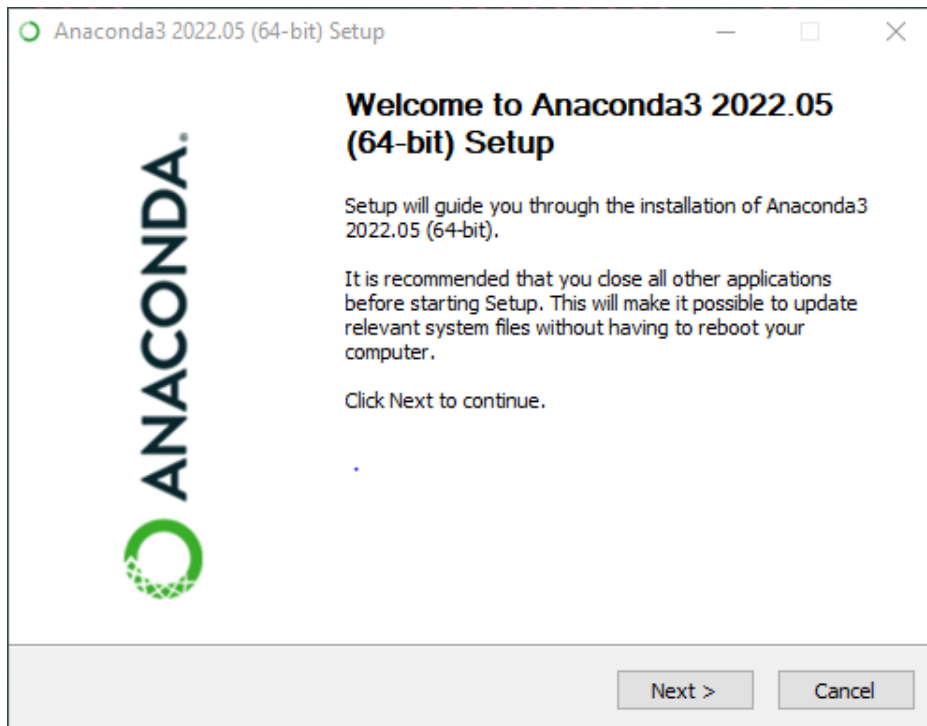 Anaconda3 2022.05 (64-bit) Setup
ANACONDA.
Welcome to Anaconda3 2022.05
(64-bit) Setup
Setup will guide you through the installation of Anaconda3
2022.05 (64-bit).
It is recommended that you close all other applications
before starting Setup. This will make it possible to update
relevant system files without having to reboot your
computer.
Click Next to continue.
Next >
Cancel